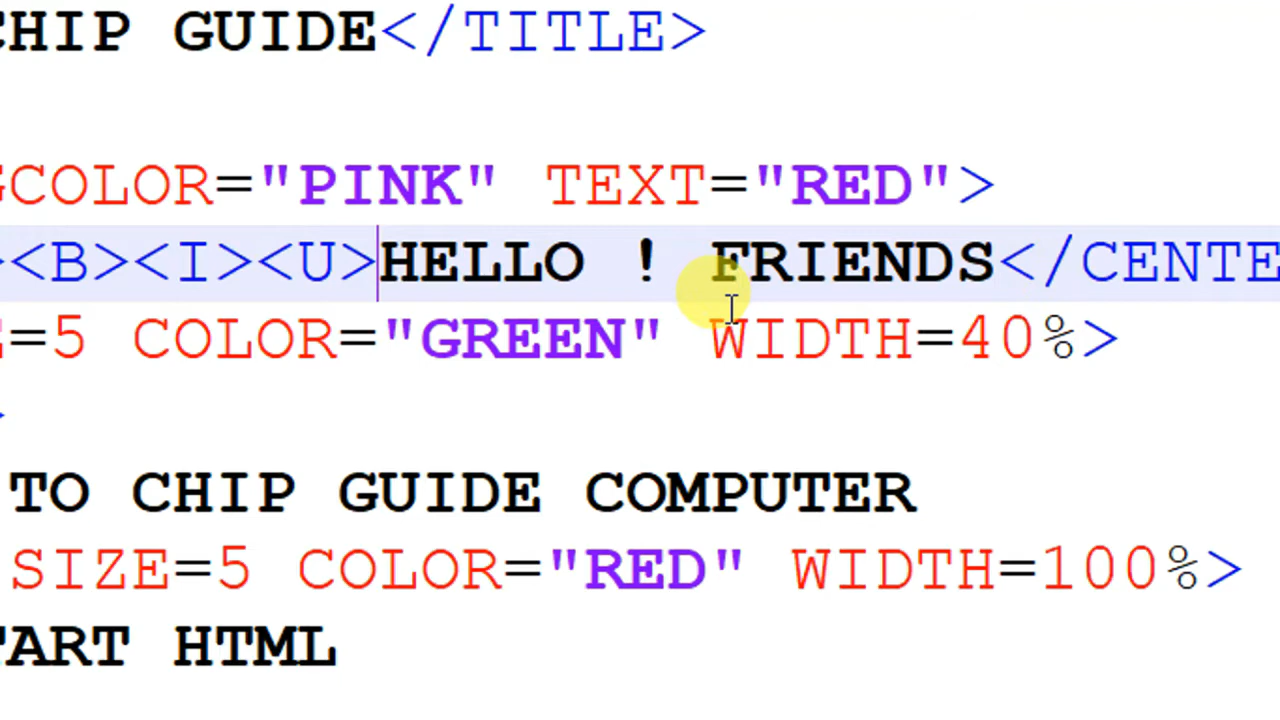 CHIP GUIDE</TITLE>
GCOLOR="PINK" TEXT="RED">
><B><I><U>HELLO ! FRIENDS</CENTE
E=5 COLOR="GREEN" WIDTH=40%>
>
TO CHIP GUIDE COMPUTER
SIZE=5 COLOR="RED" WIDTH=100%>
TART HTML